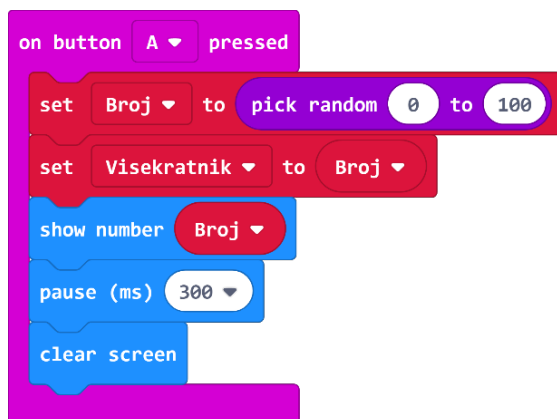 on button A pressed
set Broj to pick random 0 to 100
set Visekratnik to Broj
show number Broj
pause (ms) 300
clear screen